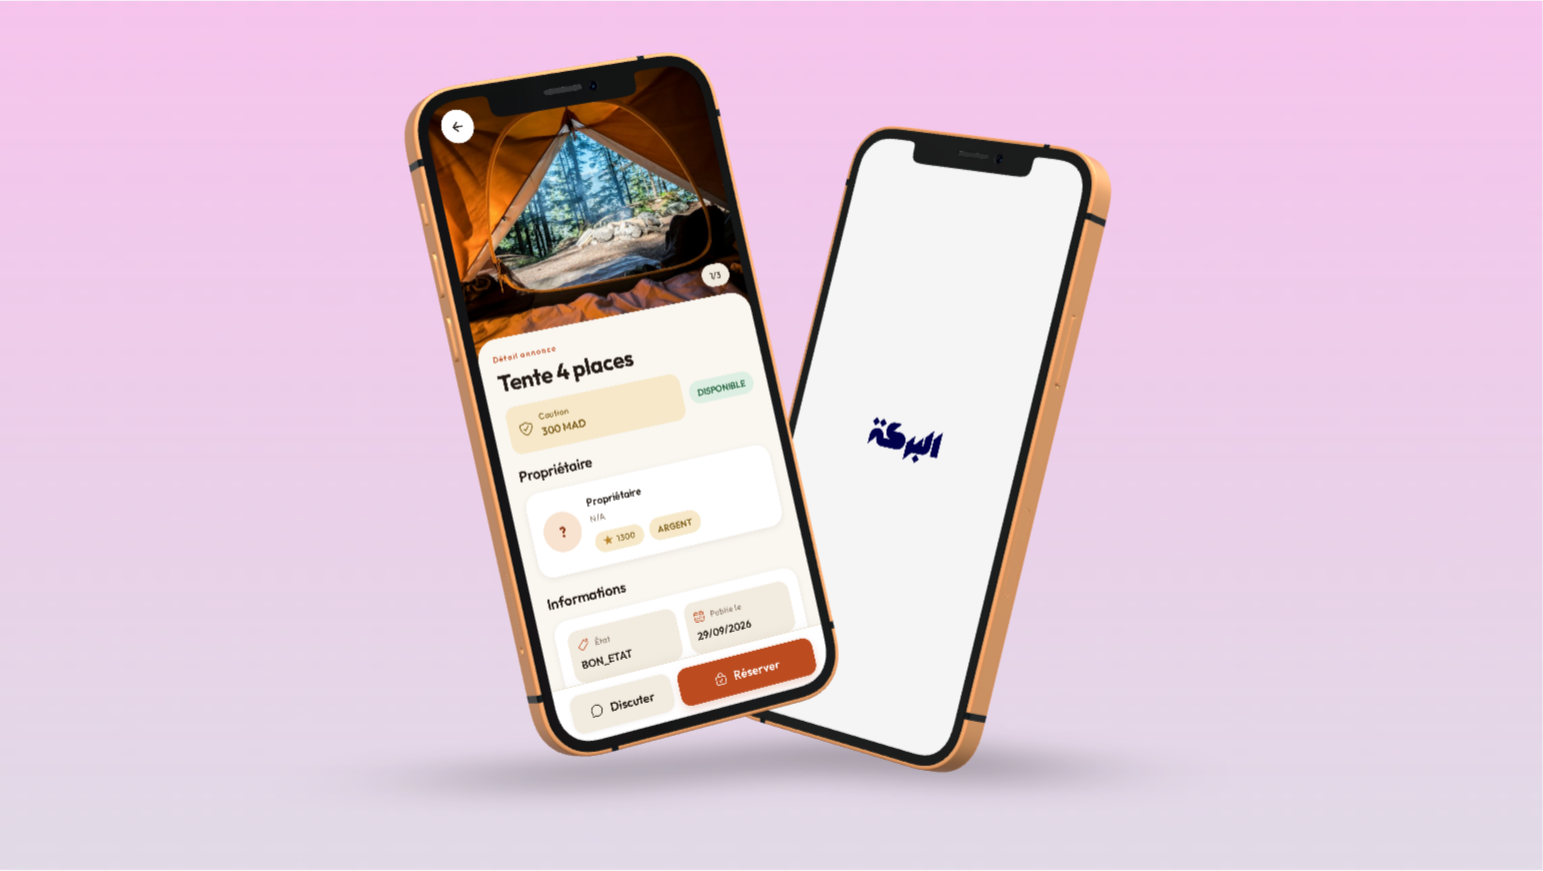 1/3
Détail annonce
Tente 4 places
Caution
300 MAD
DISPONIBLE
Propriétaire
Propriétaire
N/A
?
1300
ARGENT
Informations
État
BON_ETAT
Publié le
29/09/2026
Discuter
Réserver
البركة